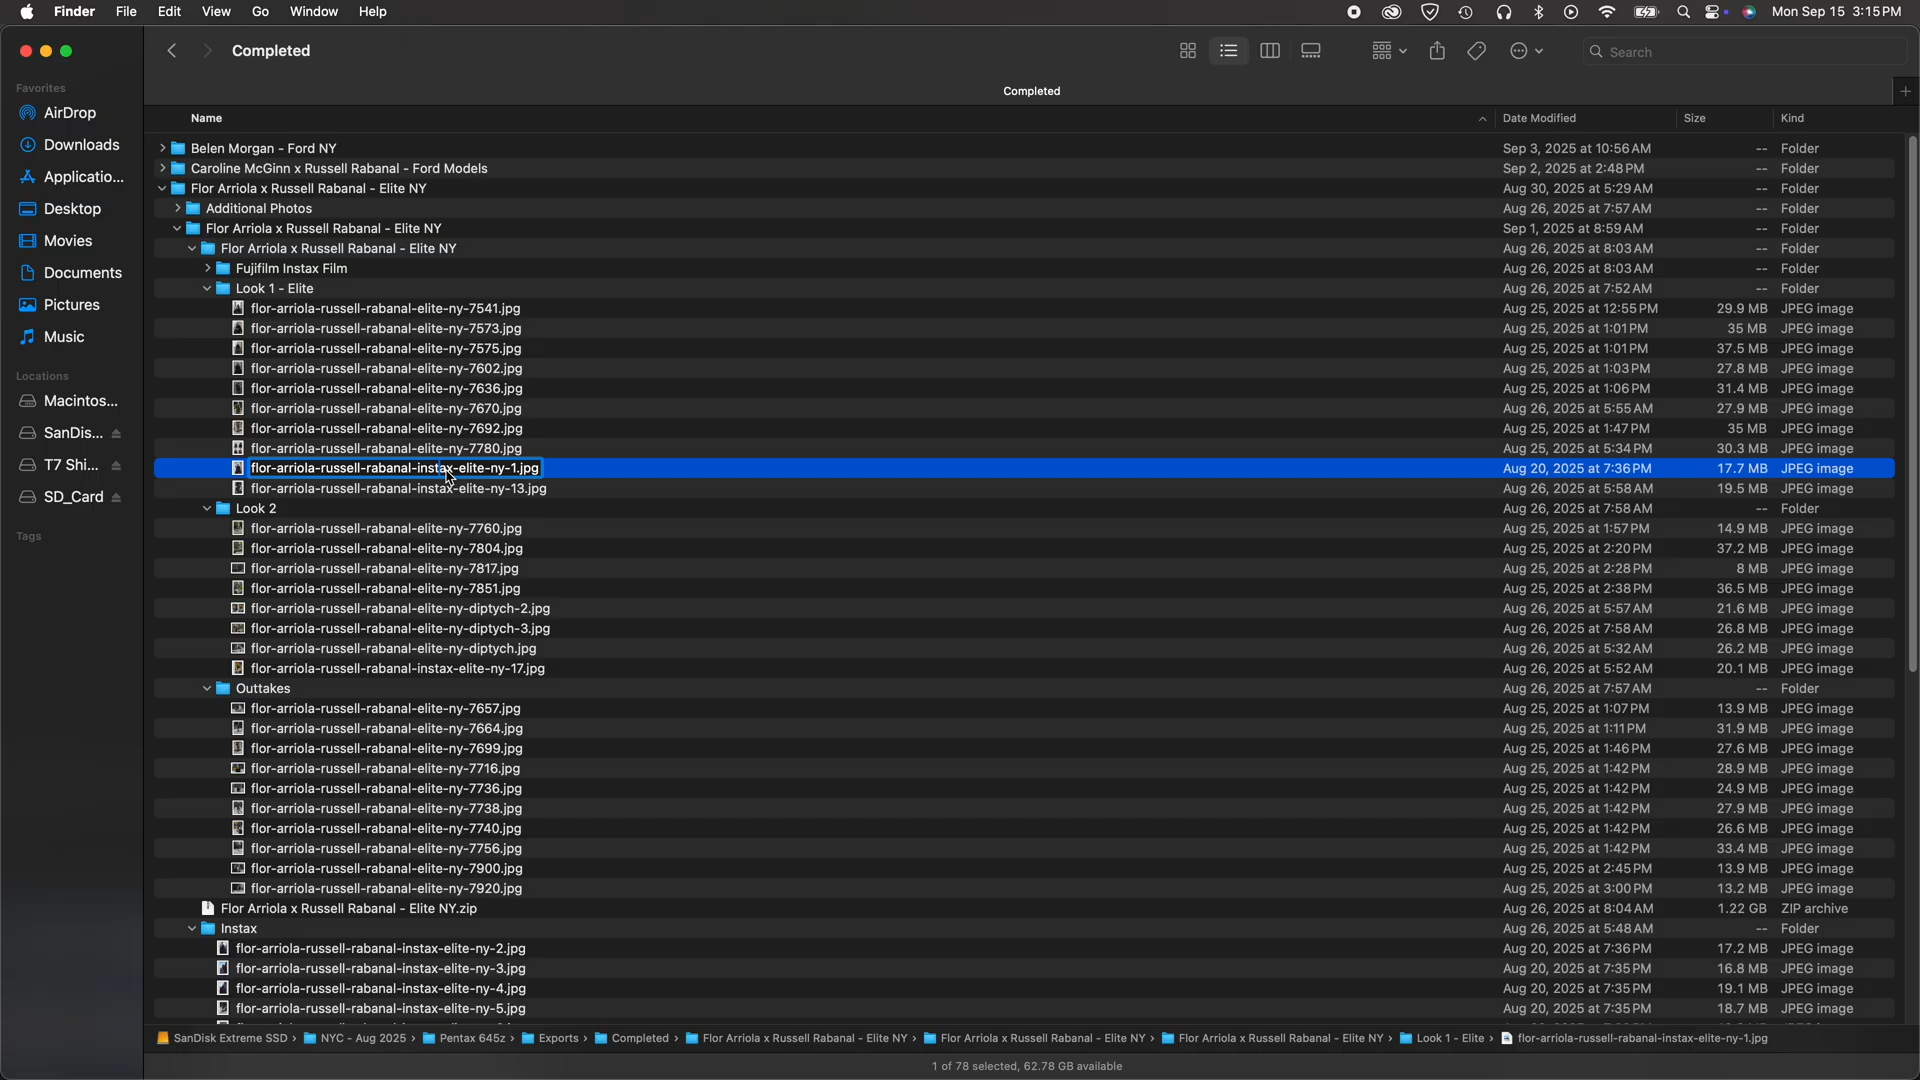 Finder File Edit View Go Window Help Mon Sep 15 3:15 PM
Completed
Search
Completed
Favorites
AirDrop
Downloads
Applicatio...
Desktop
Movies
Documents
Pictures
Music
Locations
Macintos...
SanDis...
T7 Shi...
SD_Card
Tags
Name Date Modified Size Kind
Belen Morgan - Ford NY Sep 3, 2025 at 10:56 AM -- Folder
Caroline McGinn x Russell Rabanal - Ford Models Sep 2, 2025 at 2:48 PM -- Folder
Flor Arriola x Russell Rabanal - Elite NY Aug 30, 2025 at 5:29 AM -- Folder
Additional Photos Aug 26, 2025 at 7:57 AM -- Folder
Flor Arriola x Russell Rabanal - Elite NY Sep 1, 2025 at 8:59 AM -- Folder
Flor Arriola x Russell Rabanal - Elite NY Aug 26, 2025 at 8:03 AM -- Folder
Fujifilm Instax Film Aug 26, 2025 at 8:03 AM -- Folder
Look 1 - Elite Aug 26, 2025 at 7:52 AM -- Folder
flor-arriola-russell-rabanal-elite-ny-7541.jpg Aug 25, 2025 at 12:55 PM 29.9 MB JPEG image
flor-arriola-russell-rabanal-elite-ny-7573.jpg Aug 25, 2025 at 1:01 PM 35 MB JPEG image
flor-arriola-russell-rabanal-elite-ny-7575.jpg Aug 25, 2025 at 1:01 PM 37.5 MB JPEG image
flor-arriola-russell-rabanal-elite-ny-7602.jpg Aug 25, 2025 at 1:03 PM 27.8 MB JPEG image
flor-arriola-russell-rabanal-elite-ny-7636.jpg Aug 25, 2025 at 1:06 PM 31.4 MB JPEG image
flor-arriola-russell-rabanal-elite-ny-7670.jpg Aug 26, 2025 at 5:55 AM 27.9 MB JPEG image
flor-arriola-russell-rabanal-elite-ny-7692.jpg Aug 25, 2025 at 1:47 PM 35 MB JPEG image
flor-arriola-russell-rabanal-elite-ny-7780.jpg Aug 25, 2025 at 5:34 PM 30.3 MB JPEG image
flor-arriola-russell-rabanal-instax-elite-ny-1.jpg Aug 20, 2025 at 7:36 PM 17.7 MB JPEG image
flor-arriola-russell-rabanal-instax-elite-ny-13.jpg Aug 26, 2025 at 5:58 AM 19.5 MB JPEG image
Look 2 Aug 26, 2025 at 7:58 AM -- Folder
flor-arriola-russell-rabanal-elite-ny-7760.jpg Aug 25, 2025 at 1:57 PM 14.9 MB JPEG image
flor-arriola-russell-rabanal-elite-ny-7804.jpg Aug 25, 2025 at 2:20 PM 37.2 MB JPEG image
flor-arriola-russell-rabanal-elite-ny-7817.jpg Aug 25, 2025 at 2:28 PM 8 MB JPEG image
flor-arriola-russell-rabanal-elite-ny-7851.jpg Aug 25, 2025 at 2:38 PM 36.5 MB JPEG image
flor-arriola-russell-rabanal-elite-ny-diptych-2.jpg Aug 26, 2025 at 5:57 AM 21.6 MB JPEG image
flor-arriola-russell-rabanal-elite-ny-diptych-3.jpg Aug 26, 2025 at 7:58 AM 26.8 MB JPEG image
flor-arriola-russell-rabanal-elite-ny-diptych.jpg Aug 26, 2025 at 5:32 AM 26.2 MB JPEG image
flor-arriola-russell-rabanal-instax-elite-ny-17.jpg Aug 26, 2025 at 5:52 AM 20.1 MB JPEG image
Outtakes Aug 26, 2025 at 7:57 AM -- Folder
flor-arriola-russell-rabanal-elite-ny-7657.jpg Aug 25, 2025 at 1:07 PM 13.9 MB JPEG image
flor-arriola-russell-rabanal-elite-ny-7664.jpg Aug 25, 2025 at 1:11 PM 31.9 MB JPEG image
flor-arriola-russell-rabanal-elite-ny-7699.jpg Aug 25, 2025 at 1:46 PM 27.6 MB JPEG image
flor-arriola-russell-rabanal-elite-ny-7716.jpg Aug 25, 2025 at 1:42 PM 28.9 MB JPEG image
flor-arriola-russell-rabanal-elite-ny-7736.jpg Aug 25, 2025 at 1:42 PM 24.9 MB JPEG image
flor-arriola-russell-rabanal-elite-ny-7738.jpg Aug 25, 2025 at 1:42 PM 27.9 MB JPEG image
flor-arriola-russell-rabanal-elite-ny-7740.jpg Aug 25, 2025 at 1:42 PM 26.6 MB JPEG image
flor-arriola-russell-rabanal-elite-ny-7756.jpg Aug 25, 2025 at 1:42 PM 33.4 MB JPEG image
flor-arriola-russell-rabanal-elite-ny-7900.jpg Aug 25, 2025 at 2:45 PM 13.9 MB JPEG image
flor-arriola-russell-rabanal-elite-ny-7920.jpg Aug 25, 2025 at 3:00 PM 13.2 MB JPEG image
Flor Arriola x Russell Rabanal - Elite NY.zip Aug 26, 2025 at 8:04 AM 1.22 GB ZIP archive
Instax Aug 26, 2025 at 5:48 AM -- Folder
flor-arriola-russell-rabanal-instax-elite-ny-2.jpg Aug 20, 2025 at 7:36 PM 17.2 MB JPEG image
flor-arriola-russell-rabanal-instax-elite-ny-3.jpg Aug 20, 2025 at 7:35 PM 16.8 MB JPEG image
flor-arriola-russell-rabanal-instax-elite-ny-4.jpg Aug 20, 2025 at 7:35 PM 19.1 MB JPEG image
flor-arriola-russell-rabanal-instax-elite-ny-5.jpg Aug 20, 2025 at 7:35 PM 18.7 MB JPEG image
SanDisk Extreme SSD › NYC - Aug 2025 › Pentax 645z › Exports › Completed › Flor Arriola x Russell Rabanal - Elite NY › Flor Arriola x Russell Rabanal - Elite NY › Flor Arriola x Russell Rabanal - Elite NY › Look 1 - Elite › flor-arriola-russell-rabanal-instax-elite-ny-1.jpg
1 of 78 selected, 62.78 GB available